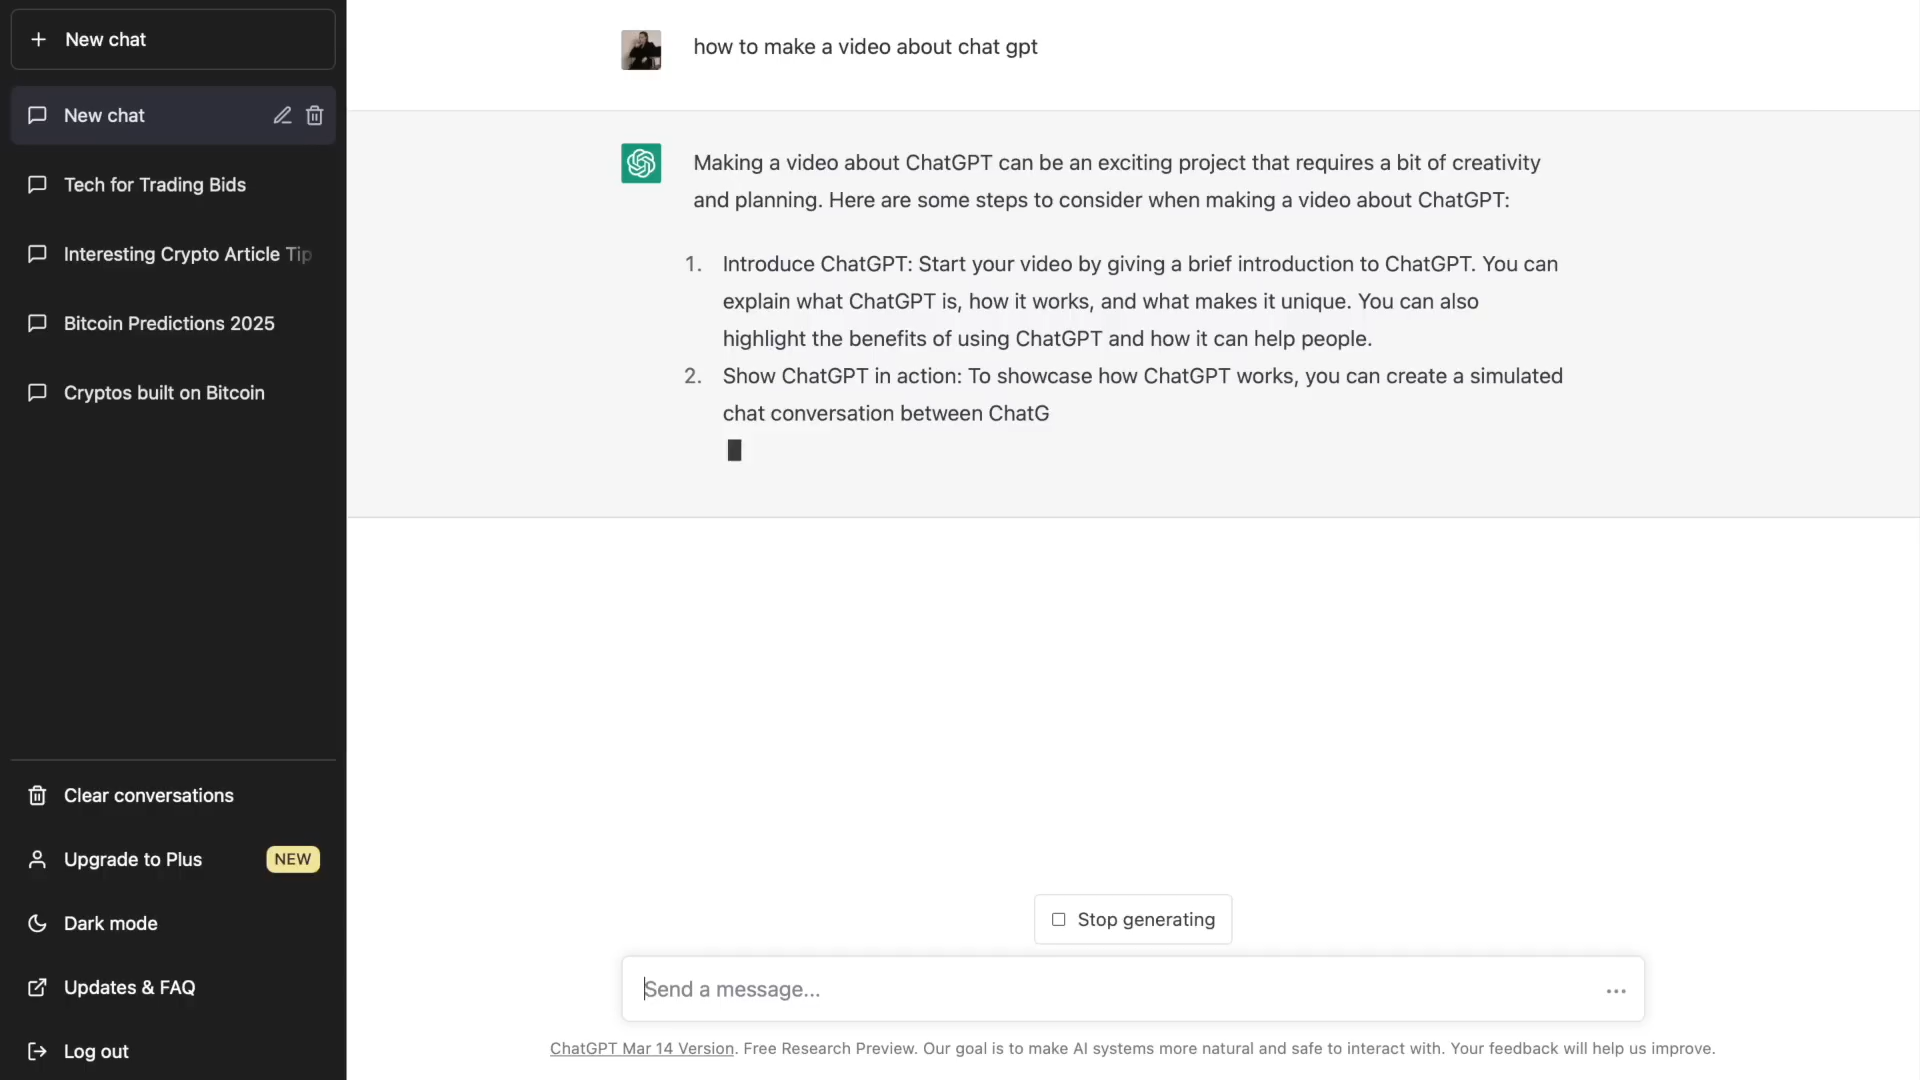 New chat
New chat
Tech for Trading Bids
Interesting Crypto Article Tip
Bitcoin Predictions 2025
Cryptos built on Bitcoin
Clear conversations
Upgrade to Plus NEW
Dark mode
Updates & FAQ
Log out
how to make a video about chat gpt
Making a video about ChatGPT can be an exciting project that requires a bit of creativity
and planning. Here are some steps to consider when making a video about ChatGPT:
1. Introduce ChatGPT: Start your video by giving a brief introduction to ChatGPT. You can
explain what ChatGPT is, how it works, and what makes it unique. You can also
highlight the benefits of using ChatGPT and how it can help people.
2. Show ChatGPT in action: To showcase how ChatGPT works, you can create a simulated
chat conversation between ChatG
Stop generating
Send a message...
ChatGPT Mar 14 Version. Free Research Preview. Our goal is to make AI systems more natural and safe to interact with. Your feedback will help us improve.